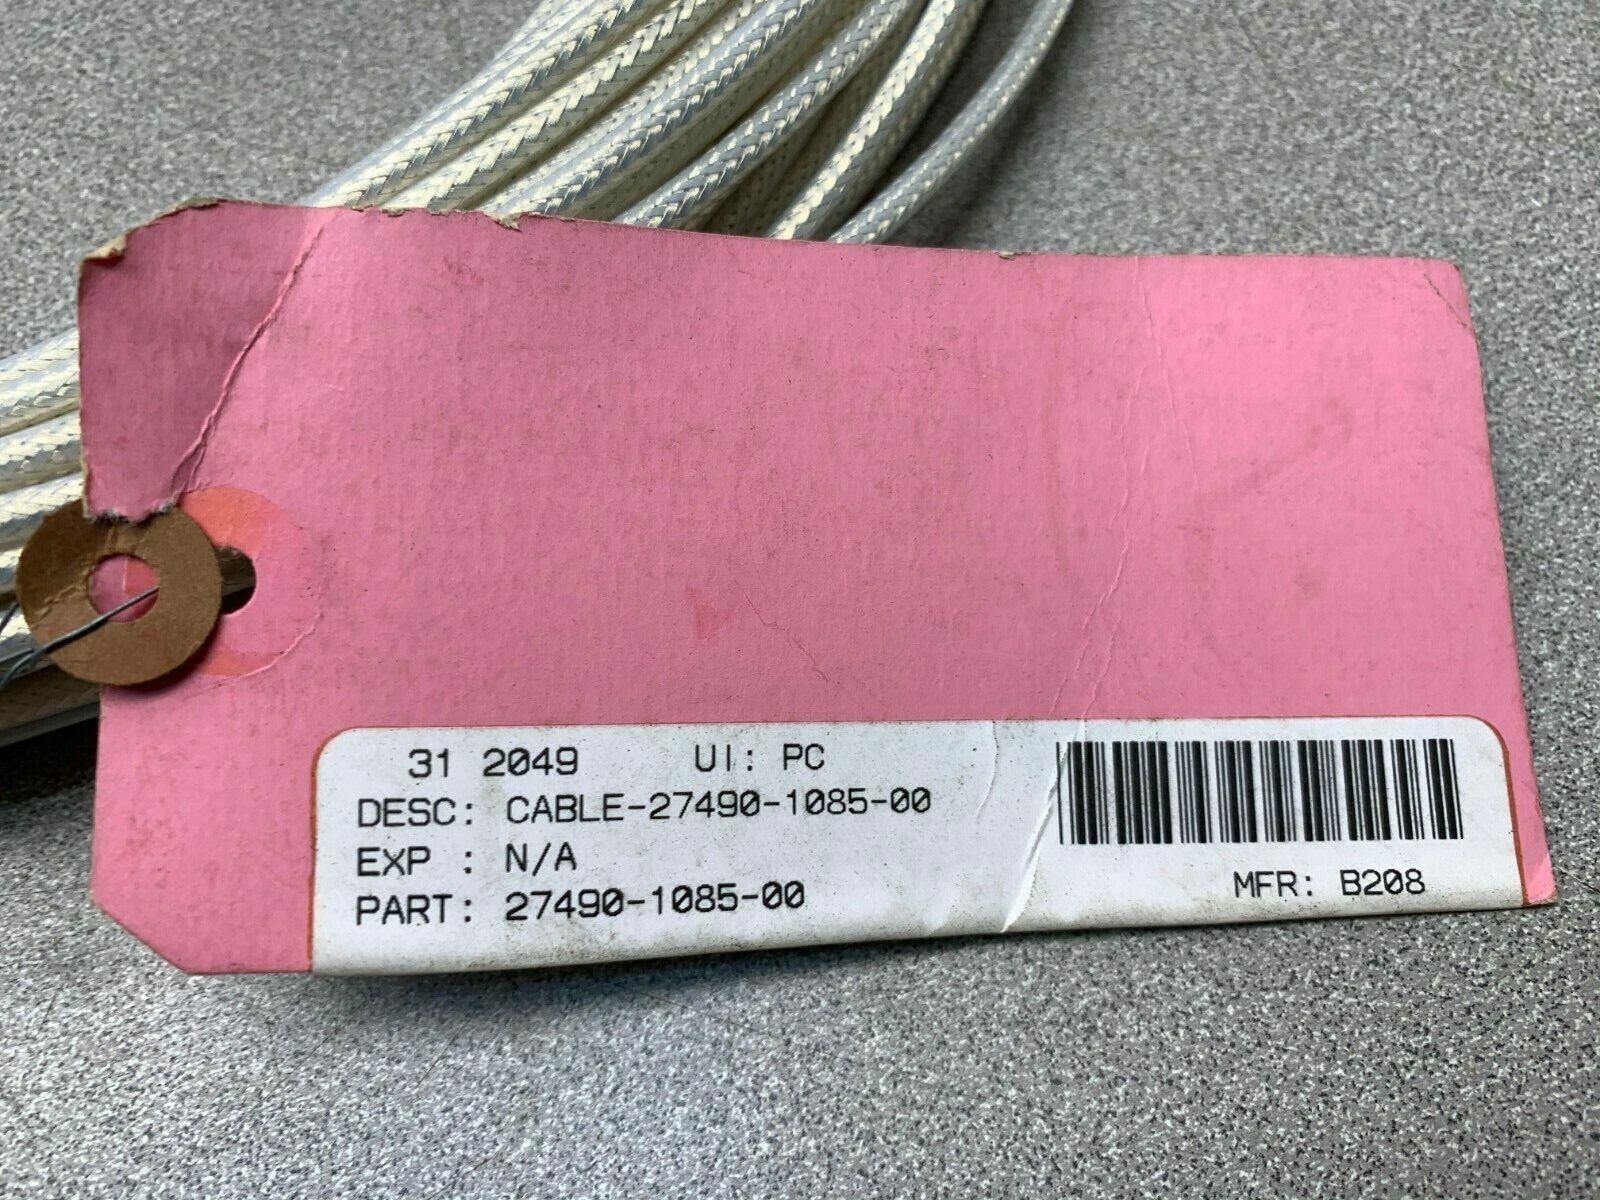 31 2049 UI: PC
DESC: CABLE-27490-1085-00
EXP : N/A
PART: 27490-1085-00
MFR: B208